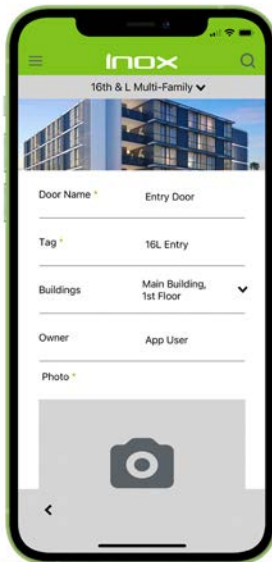 INOX
16th & L Multi-Family
Door Name * Entry Door
Tag * 16L Entry
Buildings Main Building,
1st Floor
Owner App User
Photo *